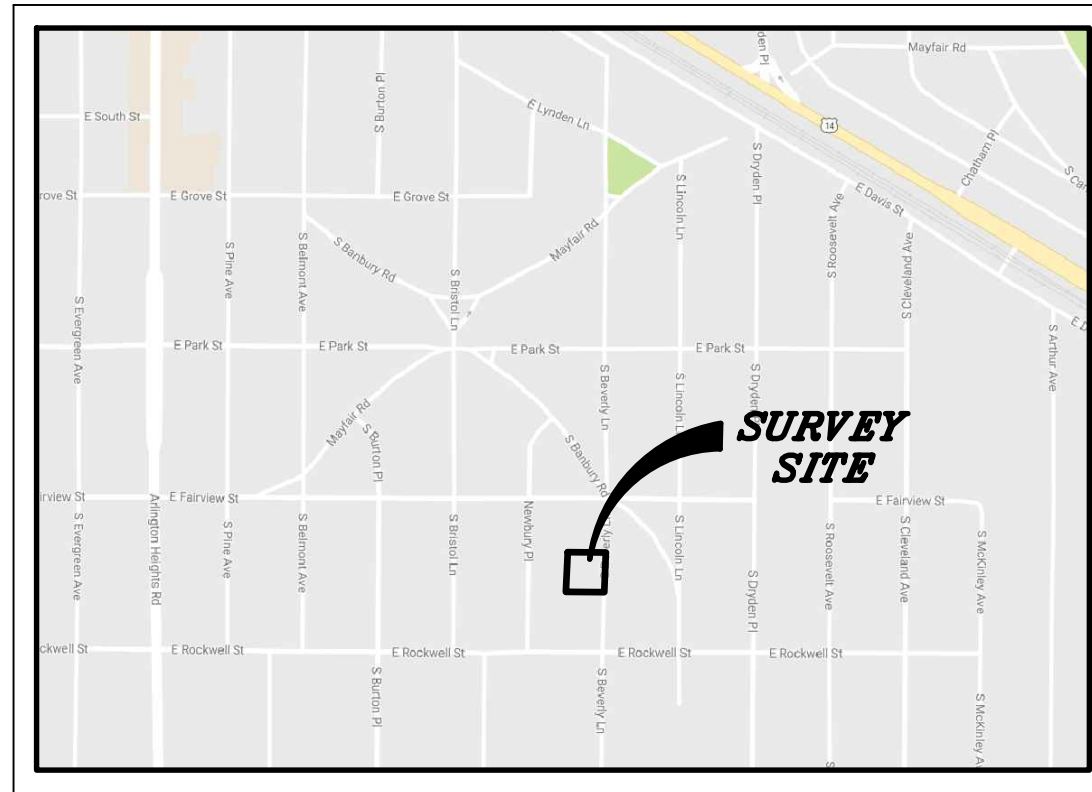 den Pl
Mayfair Rd
S Burton Pl
E Lynden Ln
E South St
14
Chatham Pl
S Dryden Pl
rove St
E Grove St
E Grove St
S Lincoln Ln
S Roosevelt Ave
E Davis St
S Car
S Pine Ave
S Belmont Ave
S Banbury Rd
Mayfair Rd
S Bristol Ln
S Cleveland Ave
S Evergreen Ave
E D
S Arthur Ave
E Park St
E Park St
E Park St
E Park St
S Beverly Ln
S Lincoln L
S Dryden
Mayfair Rd
S Burton Pl
S Banbury Rd
SURVEY
SITE
irview St
E Fairview St
E Fairview St
Arlington Heights Rd
S Evergreen Ave
S Pine Ave
S Belmont Ave
S Bristol Ln
Newbury Pl
S Lincoln Ln
S Dryden Pl
S Roosevelt Ave
S Cleveland Ave
S McKinley Ave
ckwell St
E Rockwell St
E Rockwell St
E Rockwell St
E Rockwell St
S Burton Pl
S Beverly Ln
S McKinley A
S